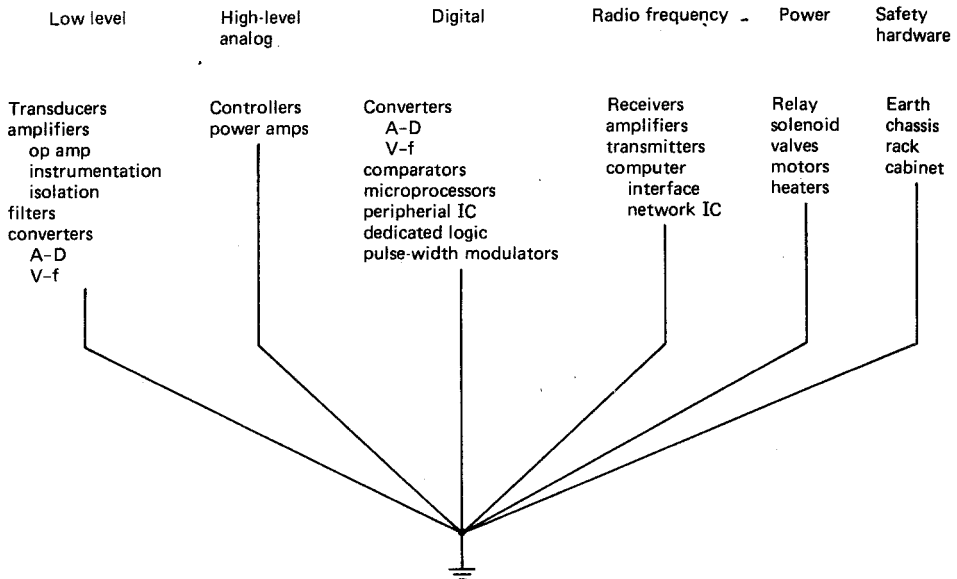 Low level
High-level
analog
Digital
Radio frequency
Power
Safety
hardware
Transducers
amplifiers
op amp
instrumentation
isolation
filters
converters
A-D
V-f
Controllers
power amps
Converters
A-D
V-f
comparators
microprocessors
peripherial IC
dedicated logic
pulse-width modulators
Receivers
amplifiers
transmitters
computer
interface
network IC
Relay
solenoid
valves
motors
heaters
Earth
chassis
rack
cabinet